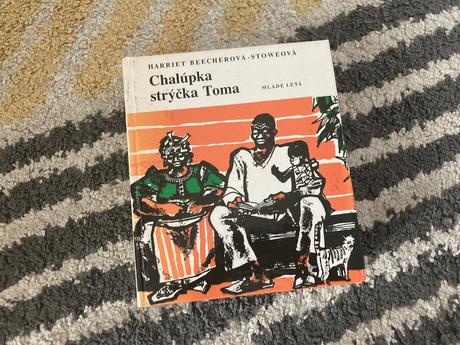 HARRIET BEECHEROVÁ-STOWEOVÁ
Chalúpka
strýčka Toma
MLADÉ LETÁ